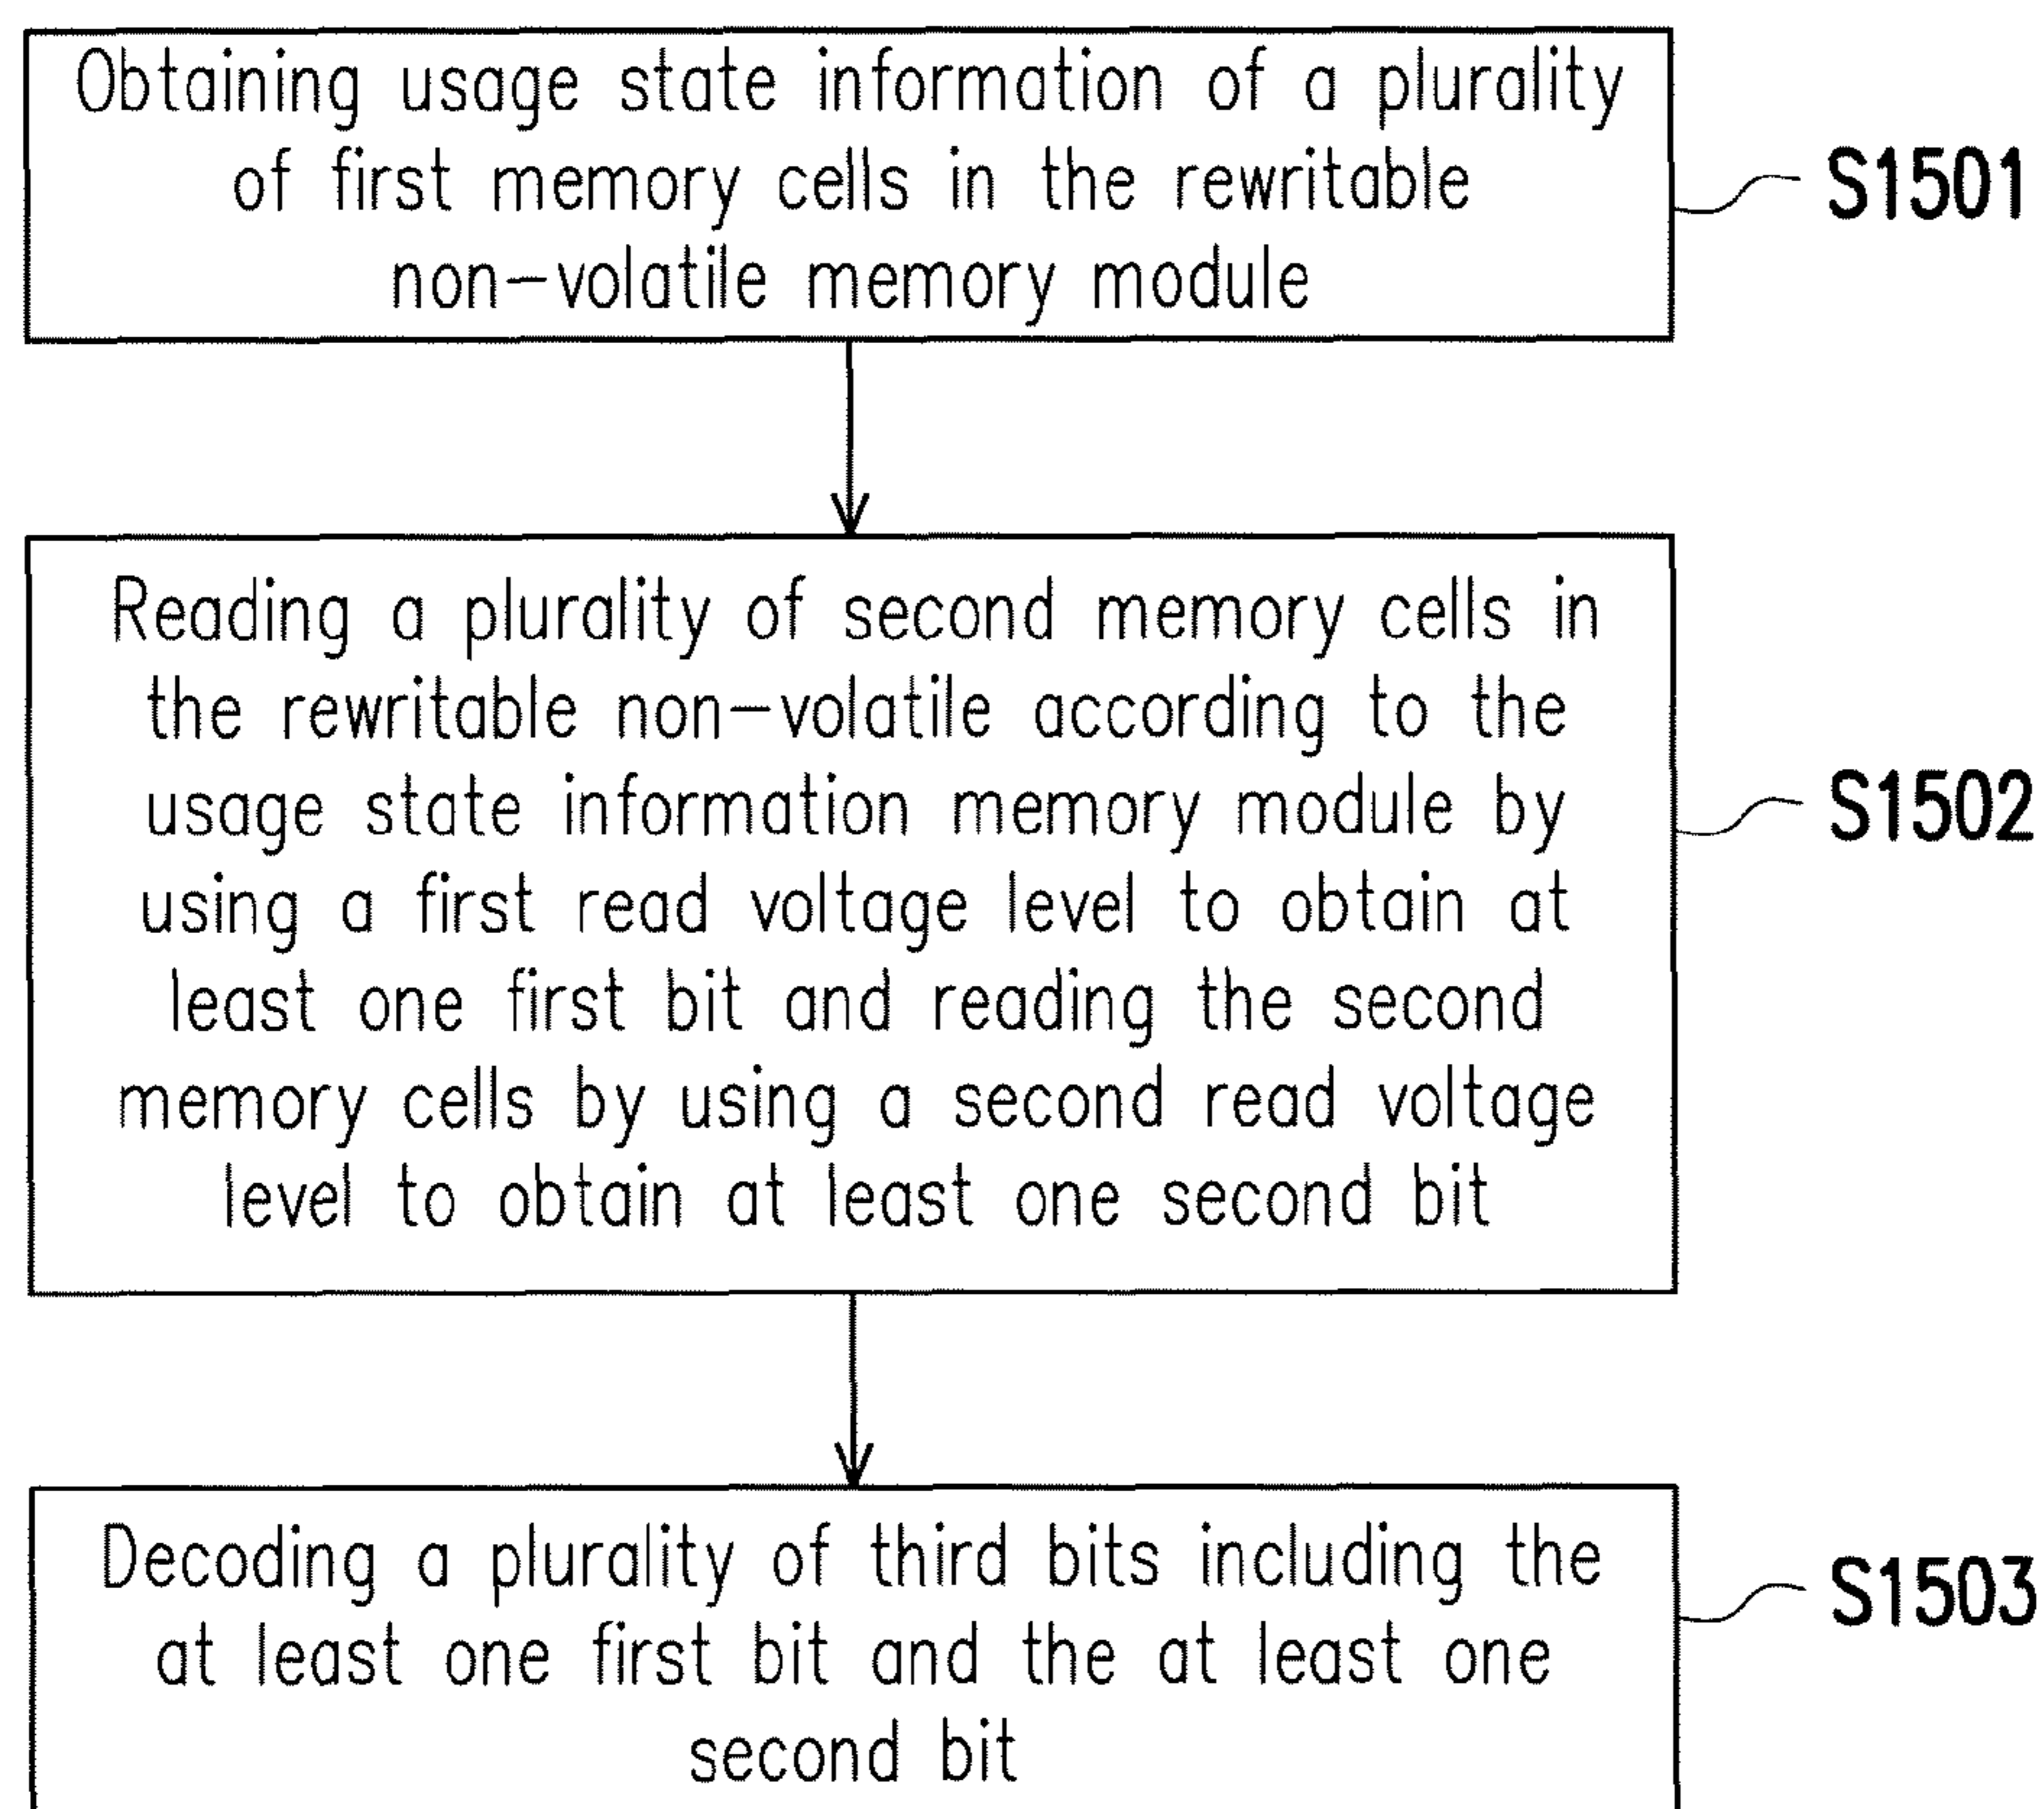 Obtaining usage state information of a plurality
of first memory cells in the rewritable
non-volatile memory module
S1501
Reading a plurality of second memory cells in
the rewritable non-volatile according to the
usage state information memory module by
using a first read voltage level to obtain at
least one first bit and reading the second
memory cells by using a second read voltage
level to obtain at least one second bit
S1502
Decoding a plurality of third bits including the
at least one first bit and the at least one
second bit
S1503